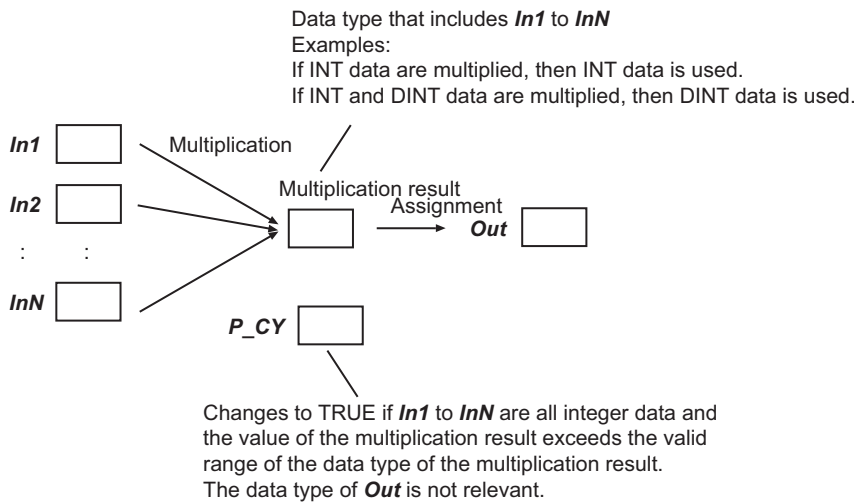 Data type that includes In1 to InN
Examples:
If INT data are multiplied, then INT data is used.
If INT and DINT data are multiplied, then DINT data is used.
In1
Multiplication
In2
Multiplication result
Assignment
Out
: :
InN
P_CY
Changes to TRUE if In1 to InN are all integer data and
the value of the multiplication result exceeds the valid
range of the data type of the multiplication result.
The data type of Out is not relevant.